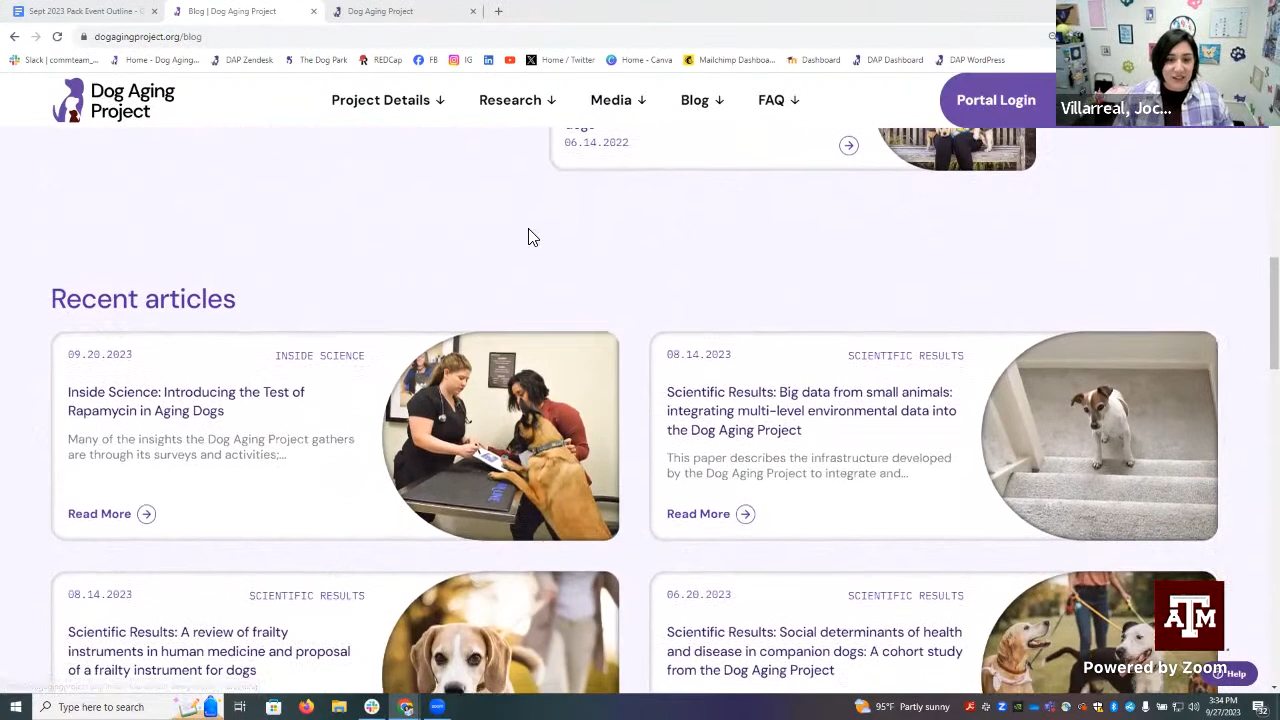 Sept 2023 Pack Event Outline - G
Blog | Dog Aging Project
Dog Aging Project
dogagingproject.org/blog
Slack | commteam_...
Home - Dog Aging...
DAP Zendesk
The Dog Park
REDCap
FB
IG
Home / Twitter
Home - Canva
Mailchimp Dashboa...
Dashboard
DAP Dashboard
DAP WordPress
Dog Aging
Project
Project Details ↓
Research ↓
Media ↓
Blog ↓
FAQ ↓
Portal Login
Villarreal, Joc...
dogs
06.14.2022
Recent articles
09.20.2023
INSIDE SCIENCE
Inside Science: Introducing the Test of
Rapamycin in Aging Dogs
Many of the insights the Dog Aging Project gathers
are through its surveys and activities;...
Read More
08.14.2023
SCIENTIFIC RESULTS
Scientific Results: Big data from small animals:
integrating multi-level environmental data into
the Dog Aging Project
This paper describes the infrastructure developed
by the Dog Aging Project to integrate and...
Read More
08.14.2023
SCIENTIFIC RESULTS
Scientific Results: A review of frailty
instruments in human medicine and proposal
of a frailty instrument for dogs
06.20.2023
SCIENTIFIC RESULTS
Scientific Results: Social determinants of health
and disease in companion dogs: A cohort study
from the Dog Aging Project
ATM
Powered by Zoom
Help
Type here to search
95°F Partly sunny
3:34 PM
9/27/2023
32